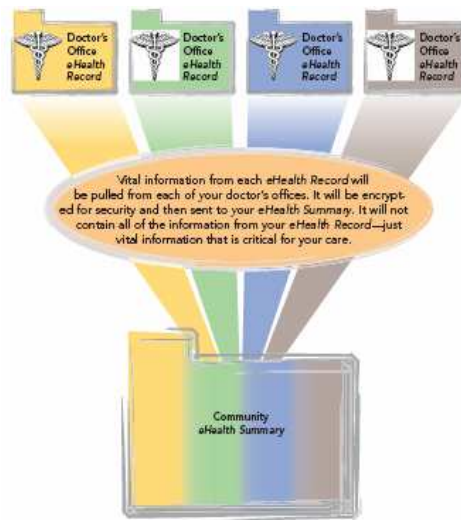 Doctor's
Office
eHealth
Record
Doctor's
Office
eHealth
Record
Doctor's
Office
eHealth
Record
Doctor's
Office
eHealth
Record
Vital information from each eHealth Record will
be pulled from each of your doctor's offices. It will be encrypt-
ed for security and then sent to your eHealth Summary. It will not
contain all of the information from your eHealth Record—just
vital information that is critical for your care.
Community
eHealth Summary